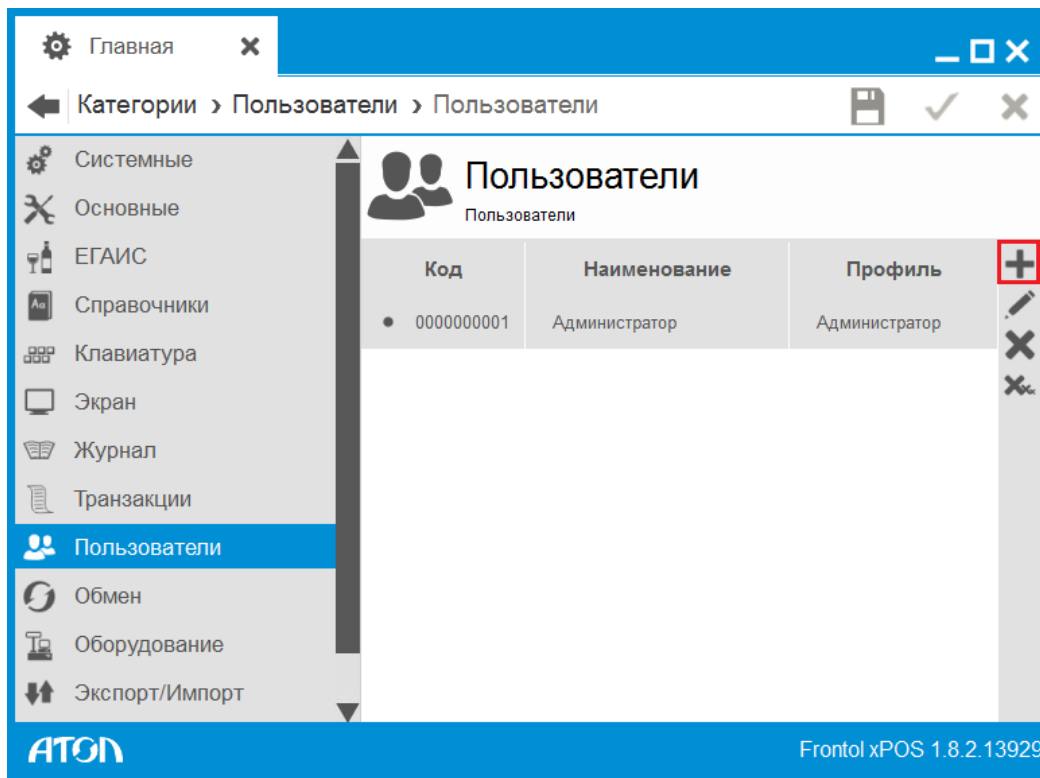 Главная
Категории › Пользователи › Пользователи
Системные
Основные
ЕГАИС
Справочники
Клавиатура
Экран
Журнал
Транзакции
Пользователи
Обмен
Оборудование
Экспорт/Импорт
Пользователи
Пользователи
Код Наименование Профиль
0000000001 Администратор Администратор
АТОЛ
Frontol xPOS 1.8.2.13929